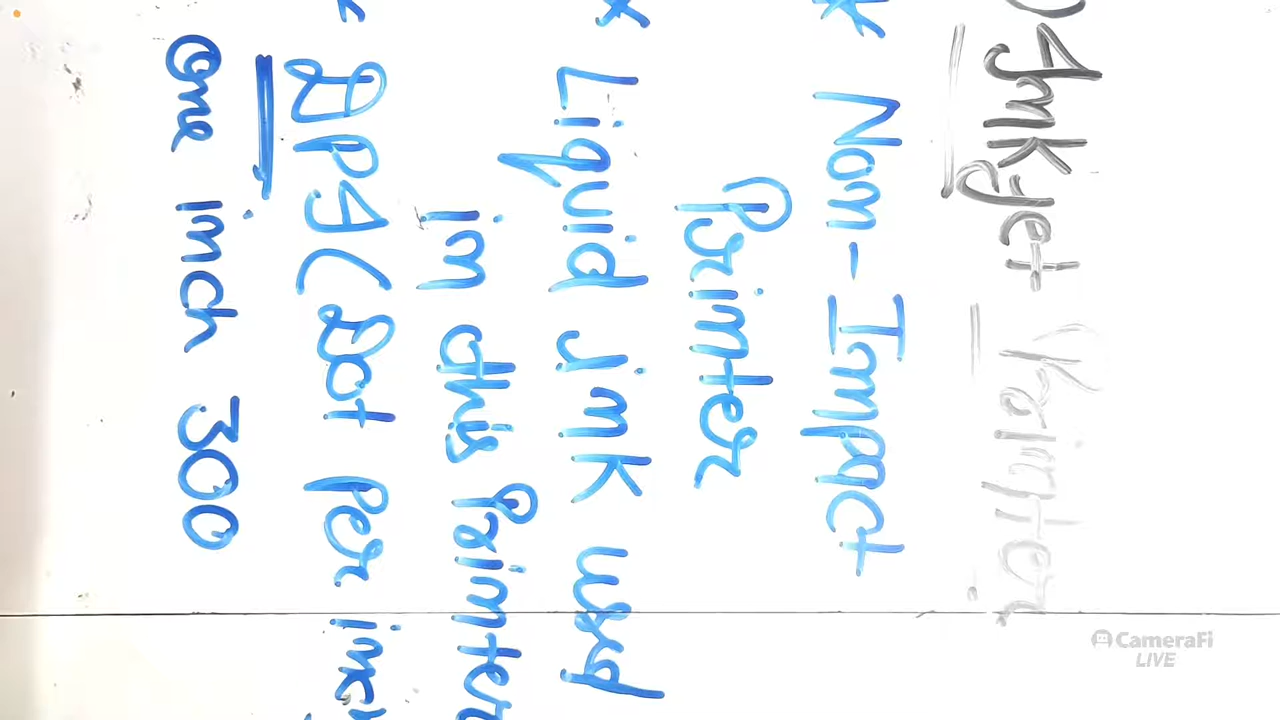 ) Inkjet Printer
* Non-Impact
Printer
* Liquid ink used
in this printer
* DPI (Dot per inch
One inch 300
CameraFi
LIVE